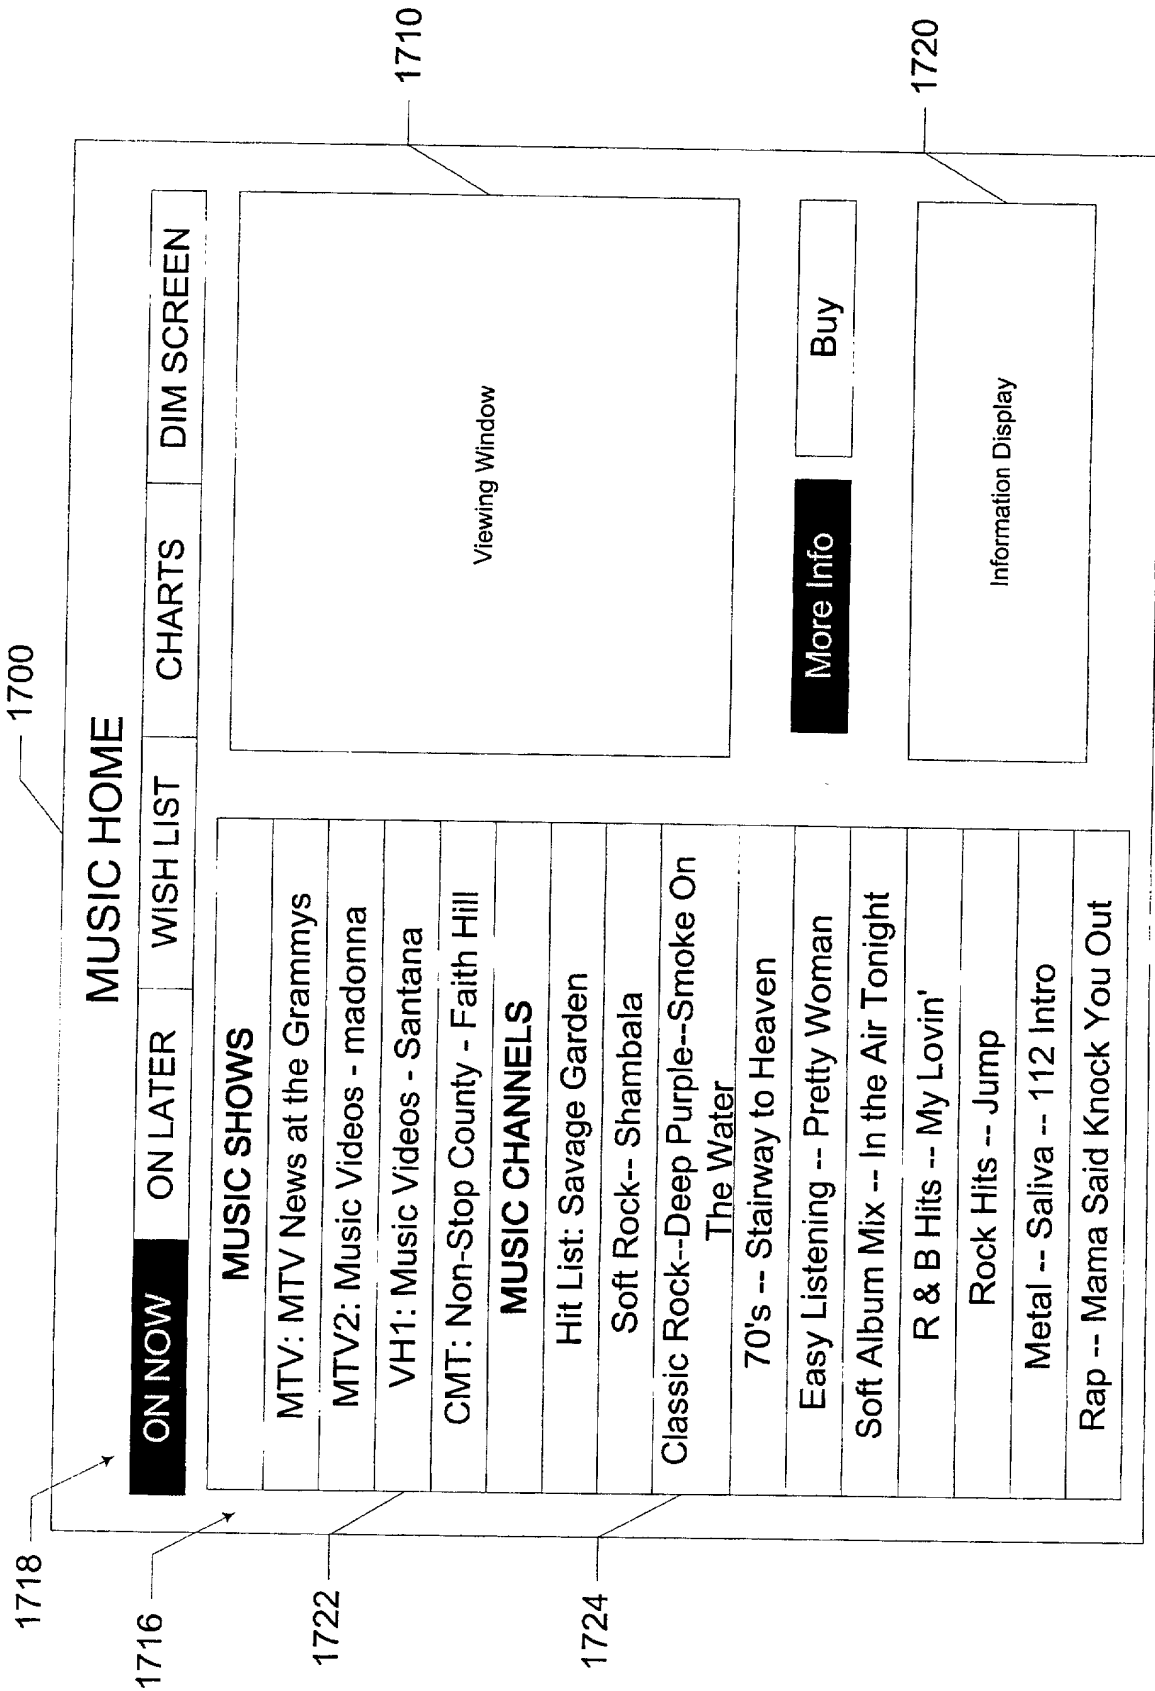 1700
MUSIC HOME
1718
ON NOW
ON LATER
WISH LIST
CHARTS
DIM SCREEN
1716
MUSIC SHOWS
MTV: MTV News at the Grammys
MTV2: Music Videos - madonna
1722
VH1: Music Videos - Santana
CMT: Non-Stop County - Faith Hill
MUSIC CHANNELS
Hit List: Savage Garden
Soft Rock-- Shambala
1724
Classic Rock--Deep Purple--Smoke On
The Water
70's -- Stairway to Heaven
Easy Listening -- Pretty Woman
Soft Album Mix -- In the Air Tonight
R & B Hits -- My Lovin'
Rock Hits -- Jump
Metal -- Saliva -- 112 Intro
Rap -- Mama Said Knock You Out
1710
Viewing Window
More Info
Buy
1720
Information Display